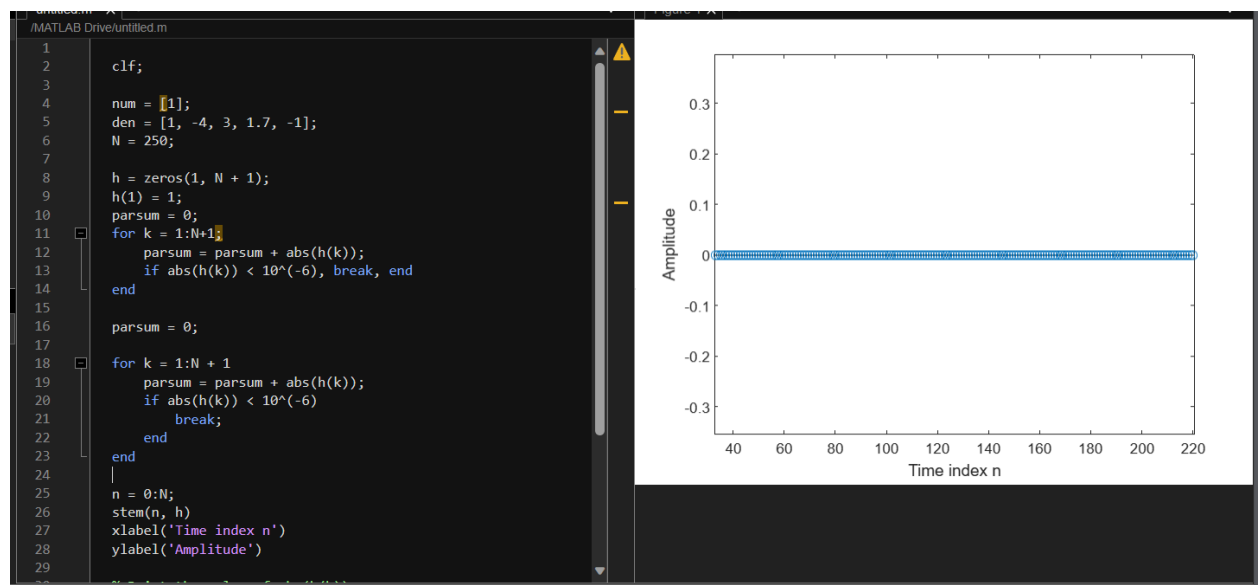 untitled.m X
Figure 1 X
/MATLAB Drive/untitled.m
1
2 clf;
3
4 num = [1];
5 den = [1, -4, 3, 1.7, -1];
6 N = 250;
7
8 h = zeros(1, N + 1);
9 h(1) = 1;
10 parsum = 0;
11 for k = 1:N+1;
12 parsum = parsum + abs(h(k));
13 if abs(h(k)) < 10^(-6), break, end
14 end
15
16 parsum = 0;
17
18 for k = 1:N + 1
19 parsum = parsum + abs(h(k));
20 if abs(h(k)) < 10^(-6)
21 break;
22 end
23 end
24
25 n = 0:N;
26 stem(n, h)
27 xlabel('Time index n')
28 ylabel('Amplitude')
29
0.3
0.2
0.1
0
-0.1
-0.2
-0.3
Amplitude
40 60 80 100 120 140 160 180 200 220
Time index n